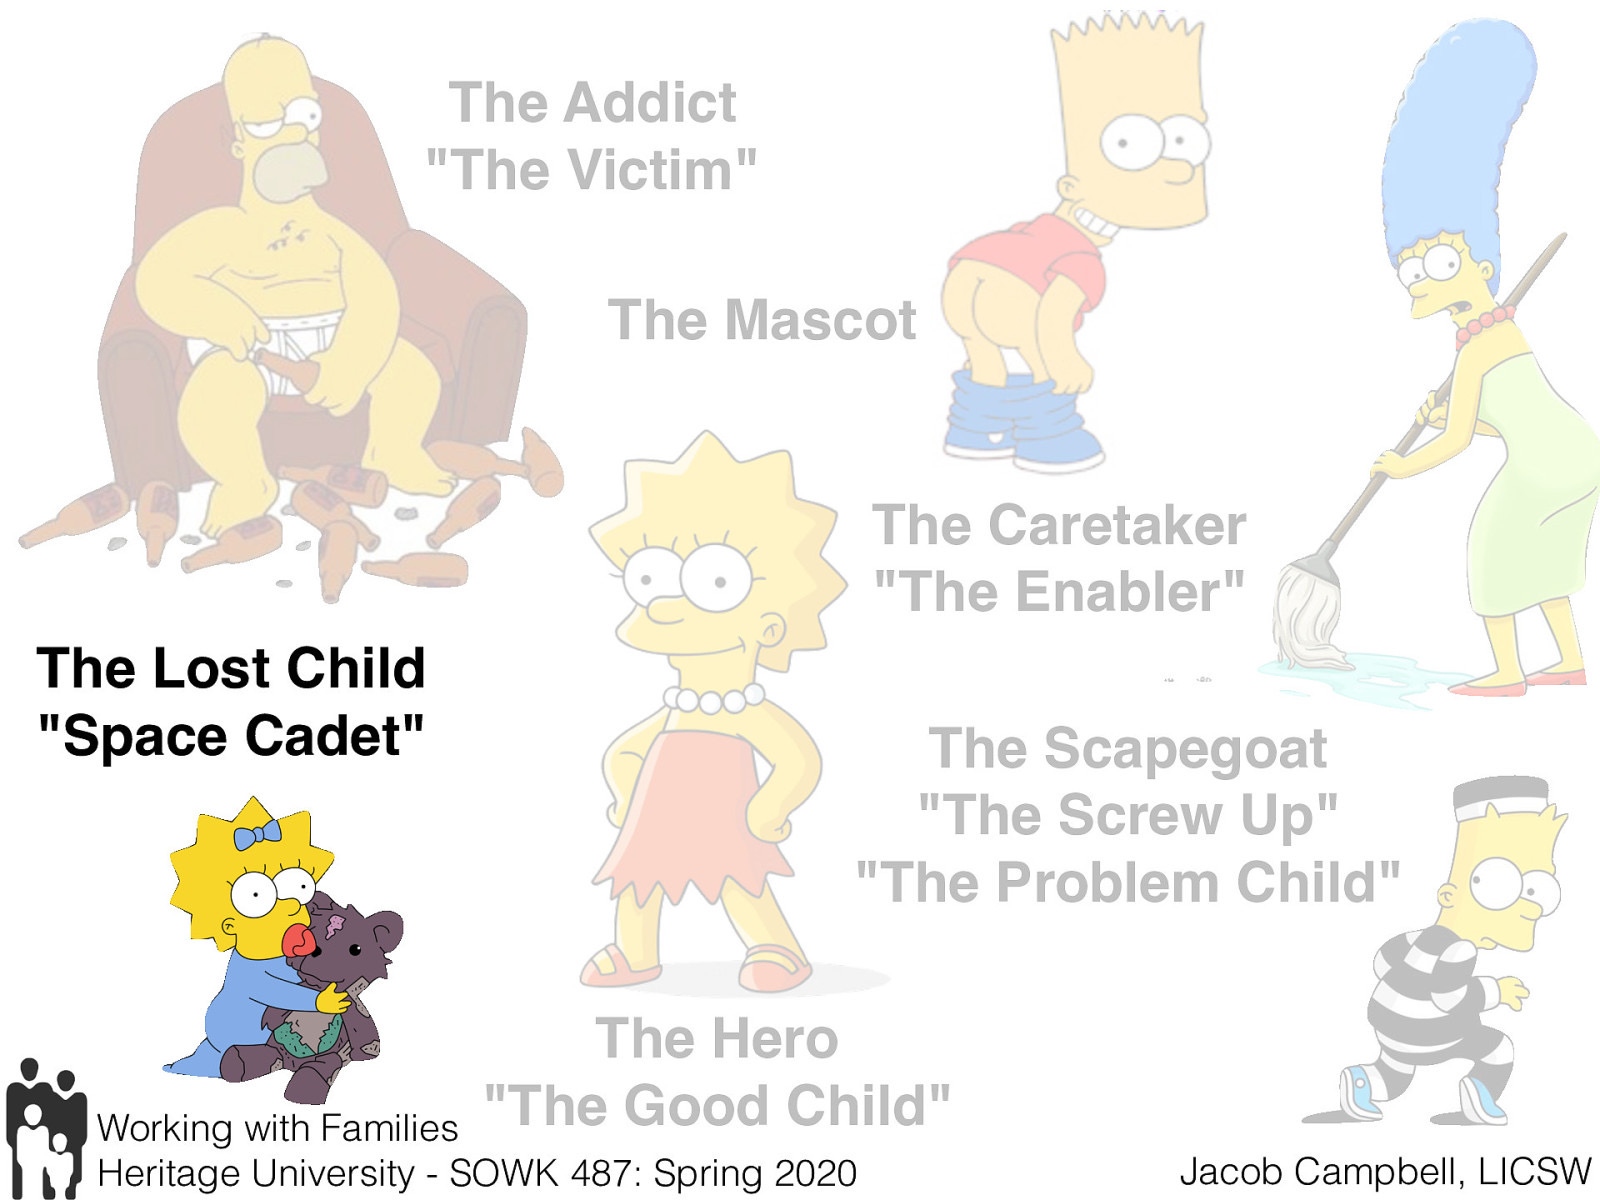 The Addict
"The Victim"
The Mascot
The Caretaker
"The Enabler"
The Lost Child
"Space Cadet"
The Scapegoat
"The Screw Up"
"The Problem Child"
The Hero
"The Good Child"
Working with Families
Heritage University - SOWK 487: Spring 2020
Jacob Campbell, LICSW